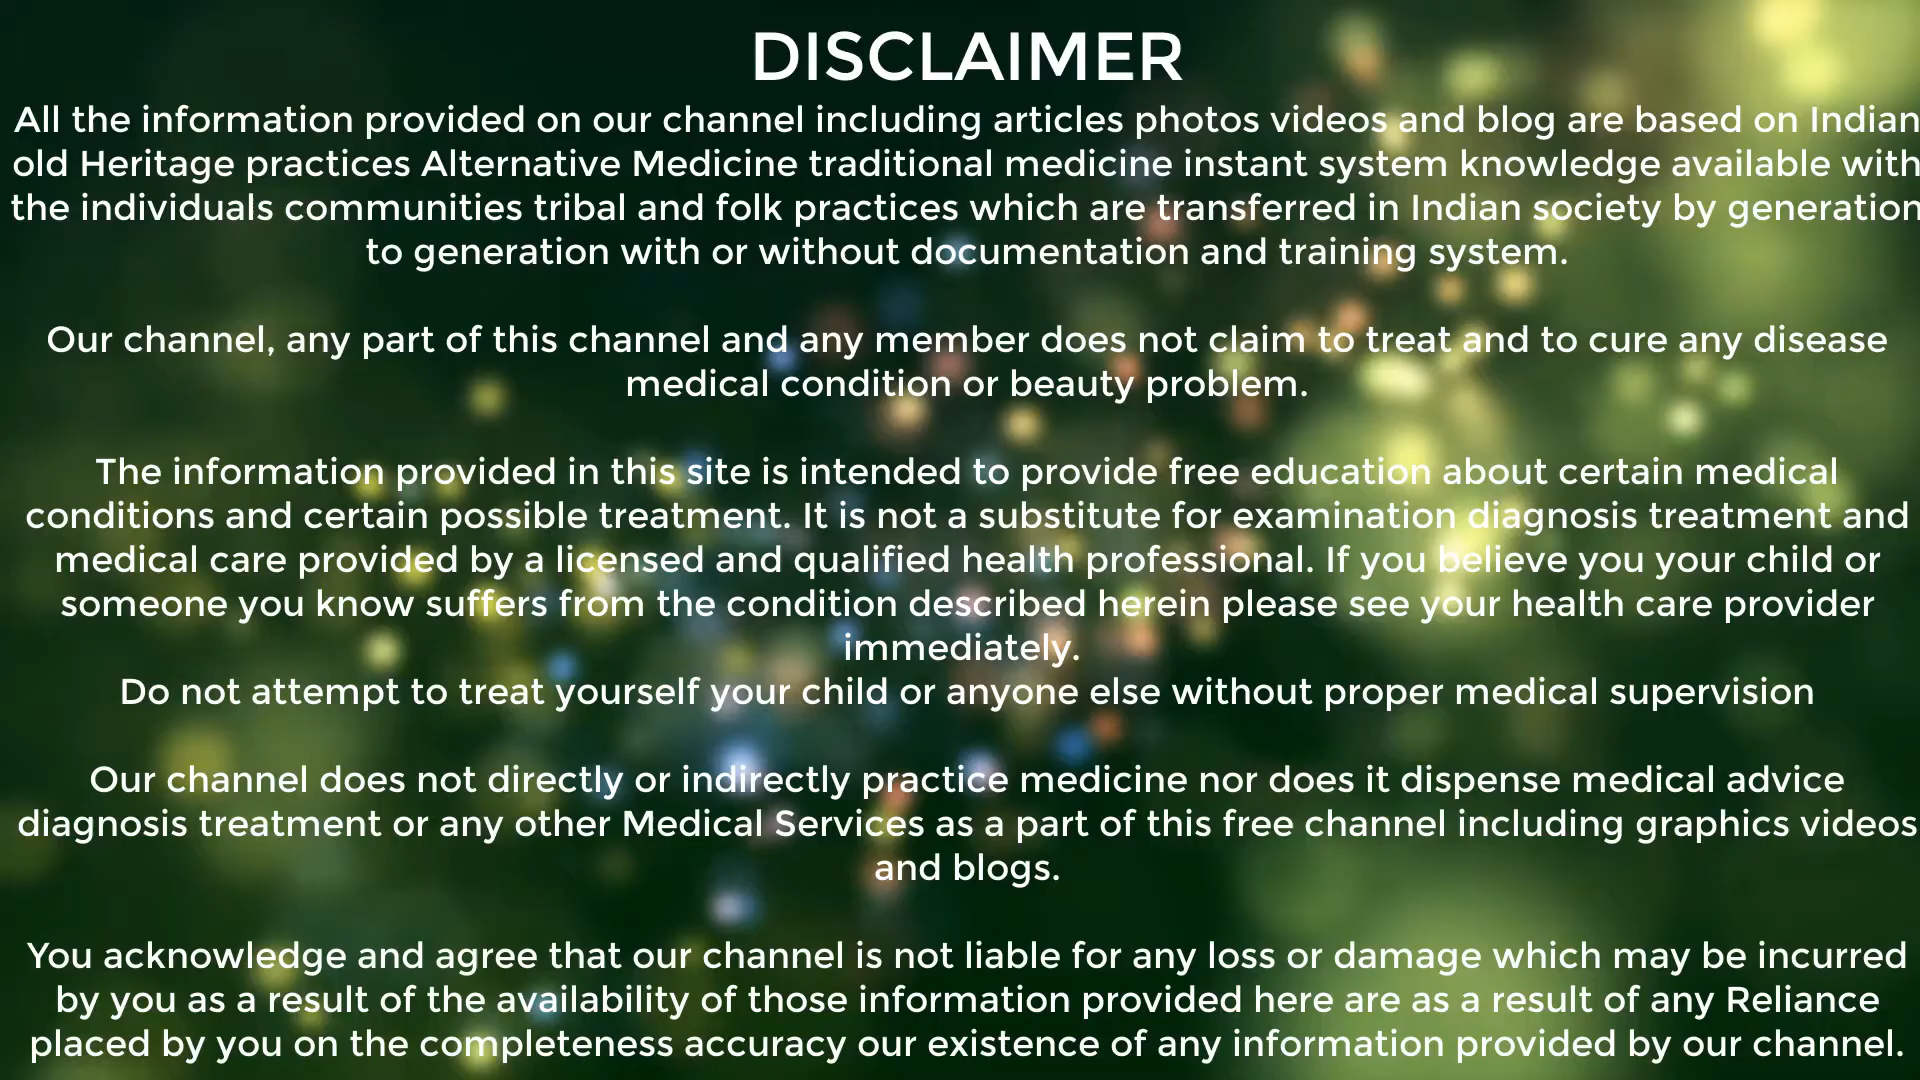 DISCLAIMER
All the information provided on our channel including articles photos videos and blog are based on Indian
old Heritage practices Alternative Medicine traditional medicine instant system knowledge available with
the individuals communities tribal and folk practices which are transferred in Indian society by generation
to generation with or without documentation and training system.
Our channel, any part of this channel and any member does not claim to treat and to cure any disease
medical condition or beauty problem.
The information provided in this site is intended to provide free education about certain medical
conditions and certain possible treatment. It is not a substitute for examination diagnosis treatment and
medical care provided by a licensed and qualified health professional. If you believe you your child or
someone you know suffers from the condition described herein please see your health care provider
immediately.
Do not attempt to treat yourself your child or anyone else without proper medical supervision
Our channel does not directly or indirectly practice medicine nor does it dispense medical advice
diagnosis treatment or any other Medical Services as a part of this free channel including graphics videos
and blogs.
You acknowledge and agree that our channel is not liable for any loss or damage which may be incurred
by you as a result of the availability of those information provided here are as a result of any Reliance
placed by you on the completeness accuracy our existence of any information provided by our channel.